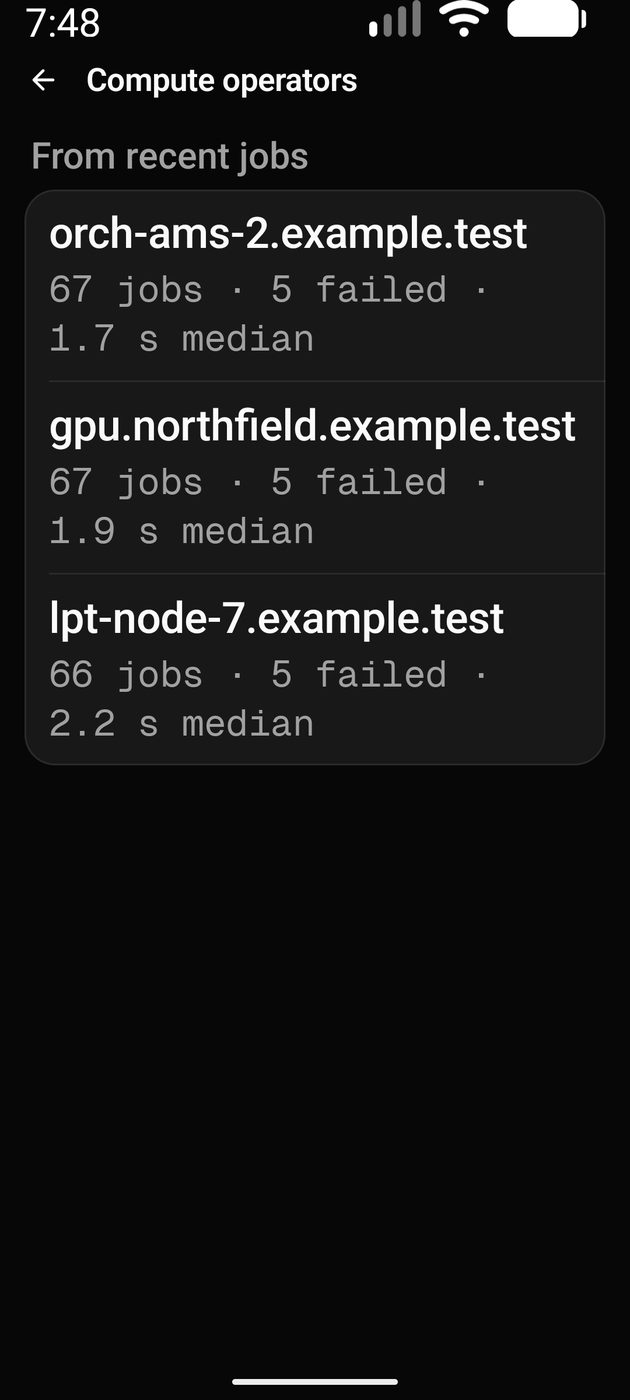 7:48
Compute operators
From recent jobs
orch-ams-2.example.test
67 jobs · 5 failed ·
1.7 s median
gpu.northfield.example.test
67 jobs · 5 failed ·
1.9 s median
lpt-node-7.example.test
66 jobs · 5 failed ·
2.2 s median